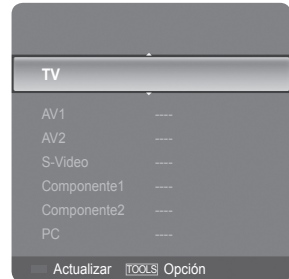 TV
AV1 ----
AV2 ----
S-Video ----
Componente1 ----
Componente2 ----
PC ----
Actualizar TOOLS Opción